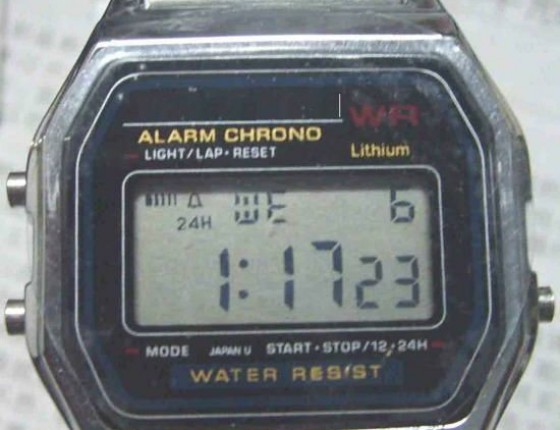 WR
ALARM CHRONO
LIGHT/LAP·RESET Lithium
WE 6
24H
1:17 23
MODE JAPAN U START·STOP/12·24H
WATER RESIST